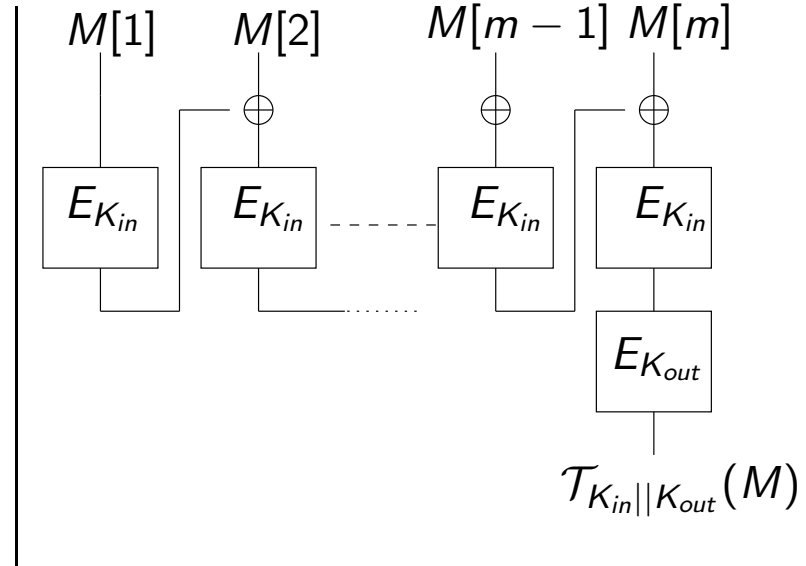 M[1] M[2] M[m − 1] M[m]
E_{K_{in}} E_{K_{in}} E_{K_{in}} E_{K_{in}}
E_{K_{out}}
𝒯_{K_{in}||K_{out}}(M)